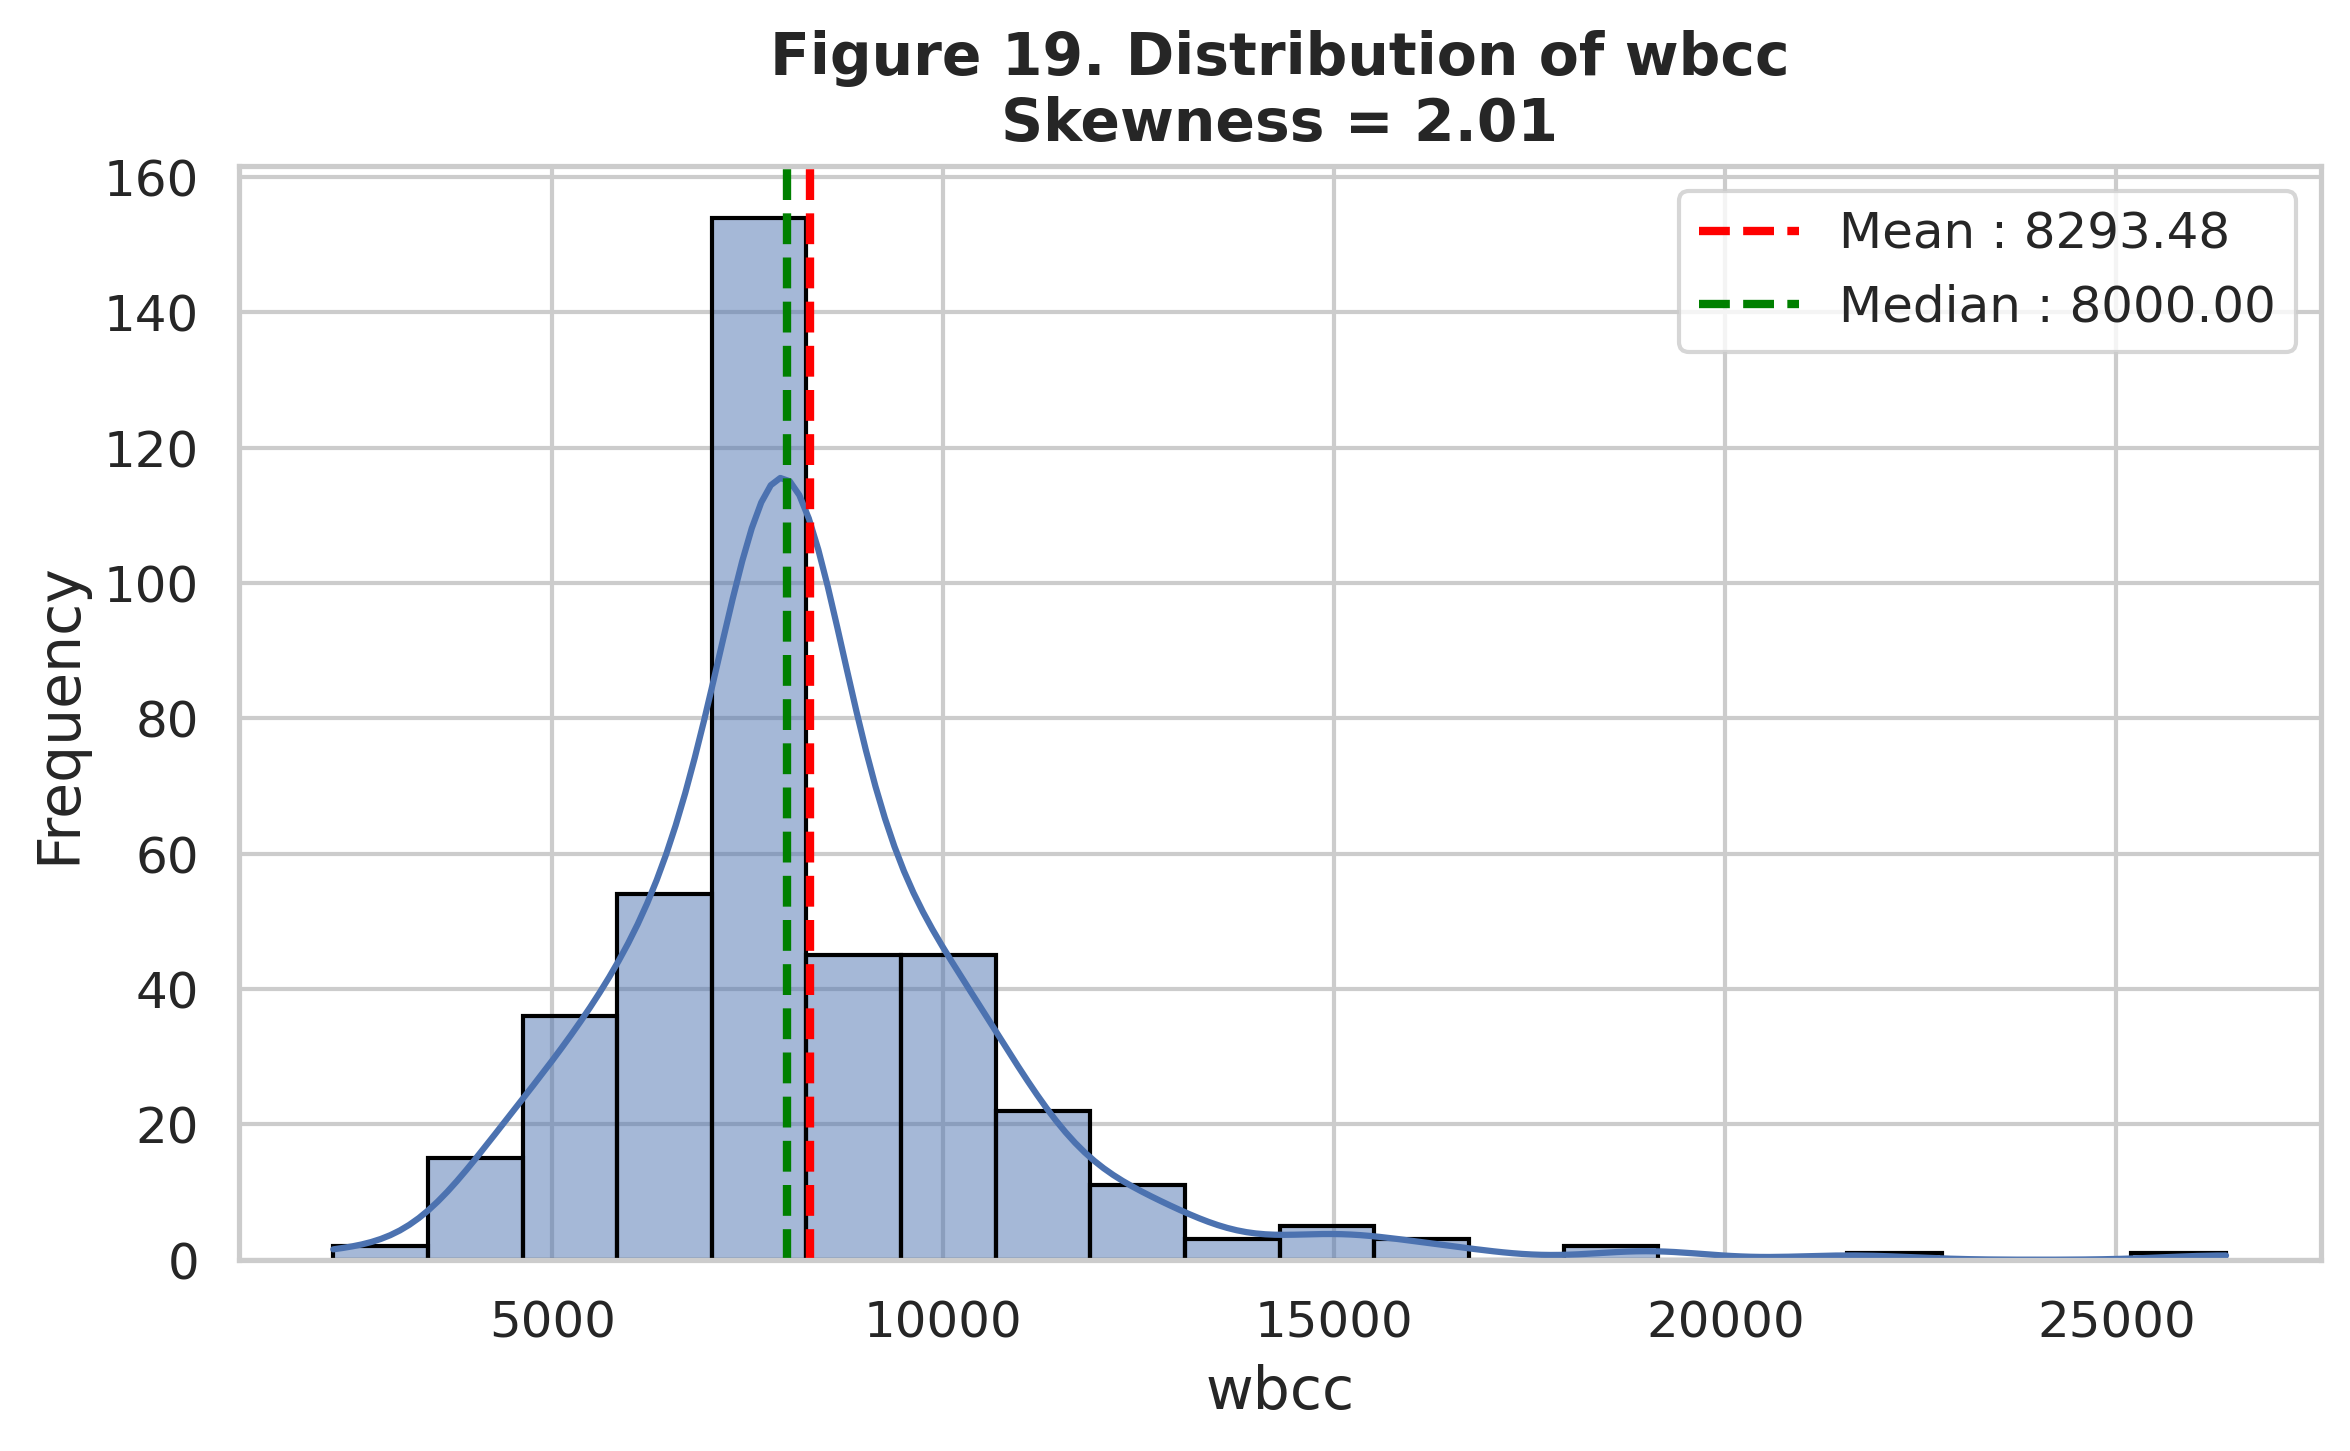 Figure 19. Distribution of wbcc
Skewness = 2.01
Mean : 8293.48
Median : 8000.00
Frequency
160
140
120
100
80
60
40
20
0
5000
10000
15000
20000
25000
wbcc